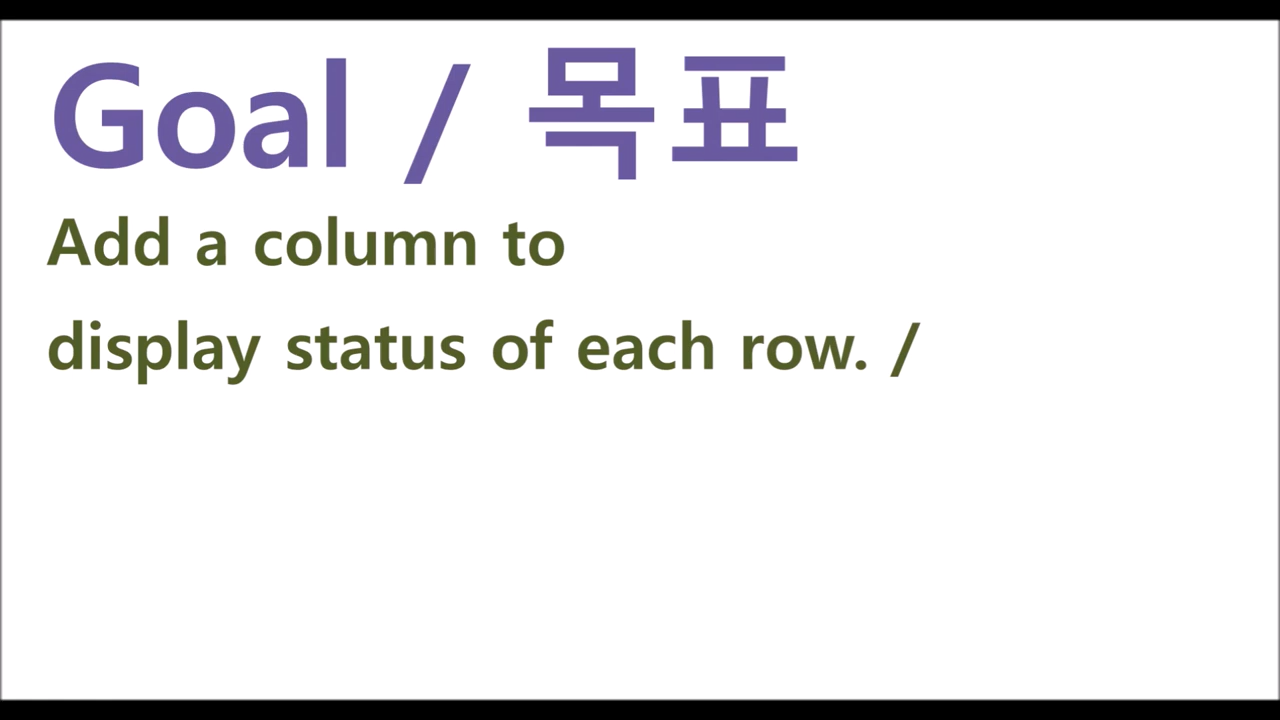 Goal / 목표
Add a column to
display status of each row. /